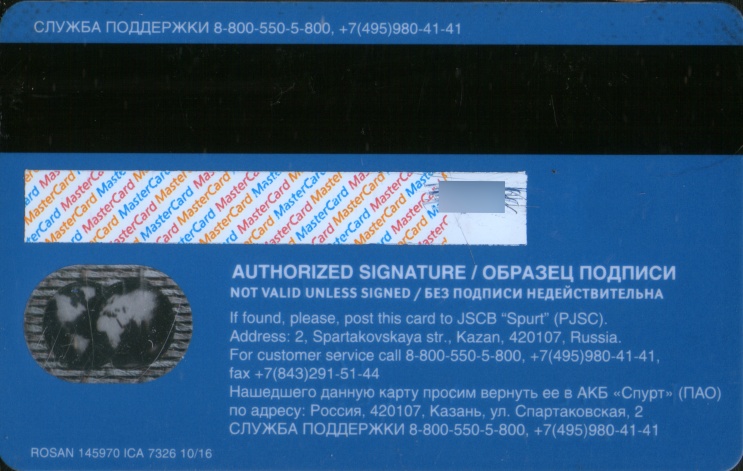 СЛУЖБА ПОДДЕРЖКИ 8-800-550-5-800, +7(495)980-41-41
MasterCard MasterCard MasterCard MasterCard MasterCard
AUTHORIZED SIGNATURE / ОБРАЗЕЦ ПОДПИСИ
NOT VALID UNLESS SIGNED / БЕЗ ПОДПИСИ НЕДЕЙСТВИТЕЛЬНА
If found, please, post this card to JSCB “Spurt” (PJSC).
Address: 2, Spartakovskaya str., Kazan, 420107, Russia.
For customer service call 8-800-550-5-800, +7(495)980-41-41,
fax +7(843)291-51-44
Нашедшего данную карту просим вернуть ее в АКБ «Спурт» (ПАО)
по адресу: Россия, 420107, Казань, ул. Спартаковская, 2
СЛУЖБА ПОДДЕРЖКИ 8-800-550-5-800, +7(495)980-41-41
ROSAN 145970 ICA 7326 10/16